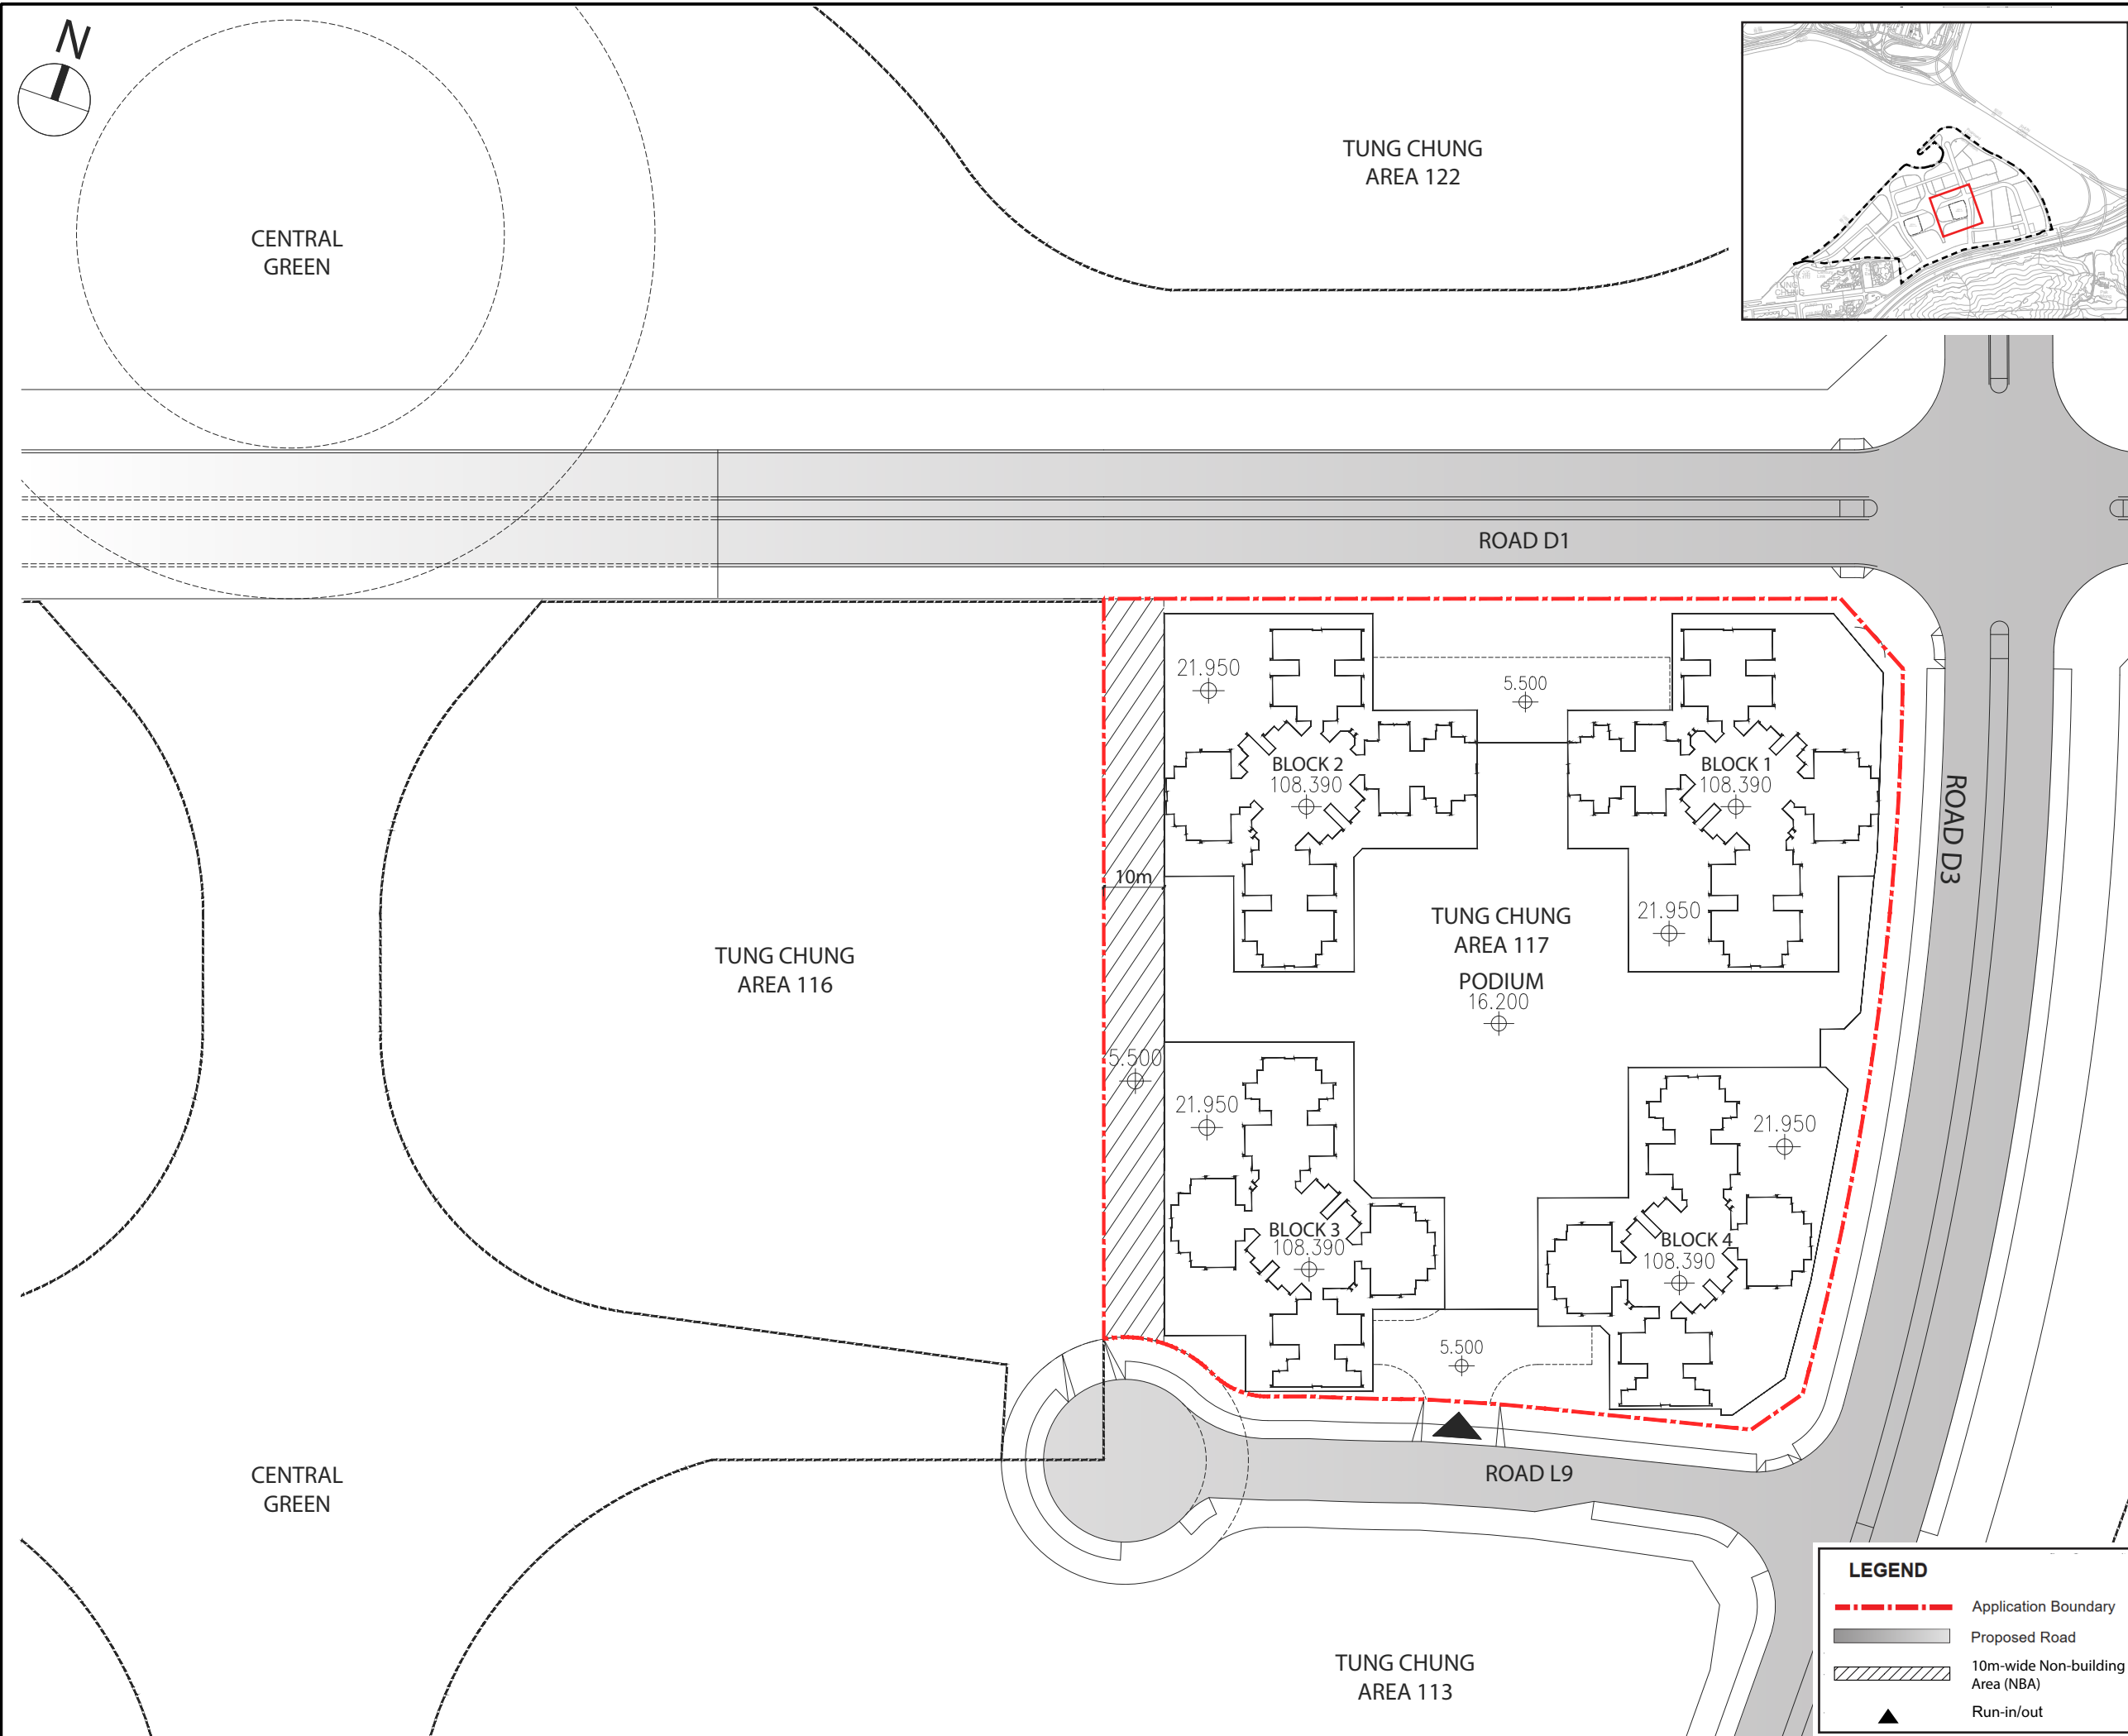 N
TUNG CHUNG
AREA 122
CENTRAL
GREEN
TUNG
CHUNG
ROAD D1
21.950
5.500
BLOCK 2
108.390
BLOCK 1
108.390
ROAD D3
10m
21.950
TUNG CHUNG
AREA 117
PODIUM
16.200
TUNG CHUNG
AREA 116
5.500
21.950
21.950
BLOCK 3
108.390
BLOCK 4
108.390
5.500
ROAD L9
CENTRAL
GREEN
TUNG CHUNG
AREA 113
LEGEND
Application Boundary
Proposed Road
10m-wide Non-building
Area (NBA)
Run-in/out